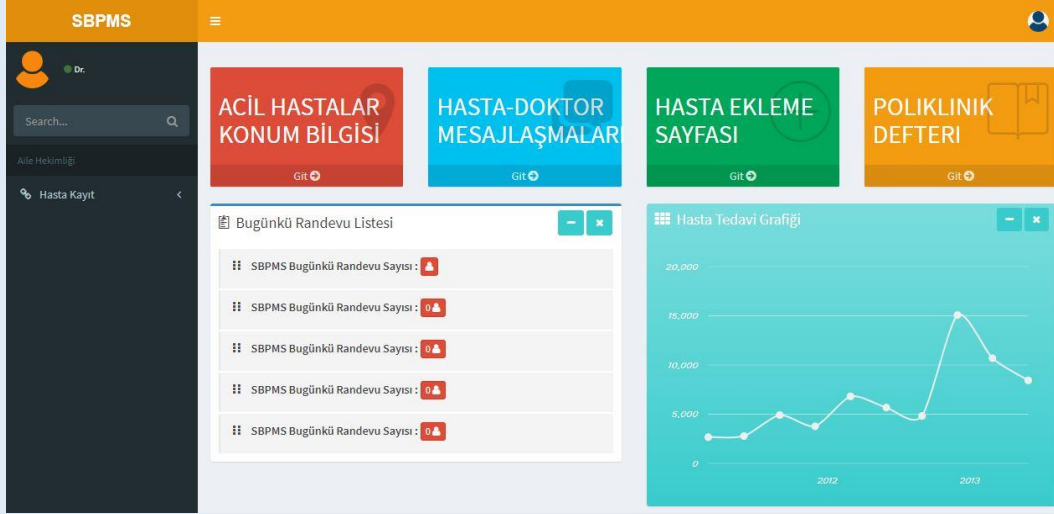 SBPMS
Dr.
Search...
Aile Hekimliği
Hasta Kayıt
ACİL HASTALAR
KONUM BİLGİSİ
Git
HASTA-DOKTOR
MESAJLAŞMALARI
Git
HASTA EKLEME
SAYFASI
Git
POLIKLINIK
DEFTERI
Git
Bugünkü Randevu Listesi
SBPMS Bugünkü Randevu Sayısı :
SBPMS Bugünkü Randevu Sayısı : 0
SBPMS Bugünkü Randevu Sayısı : 0
SBPMS Bugünkü Randevu Sayısı : 0
SBPMS Bugünkü Randevu Sayısı : 0
Hasta Tedavi Grafiği
20,000
15,000
10,000
5,000
0
2012 2013